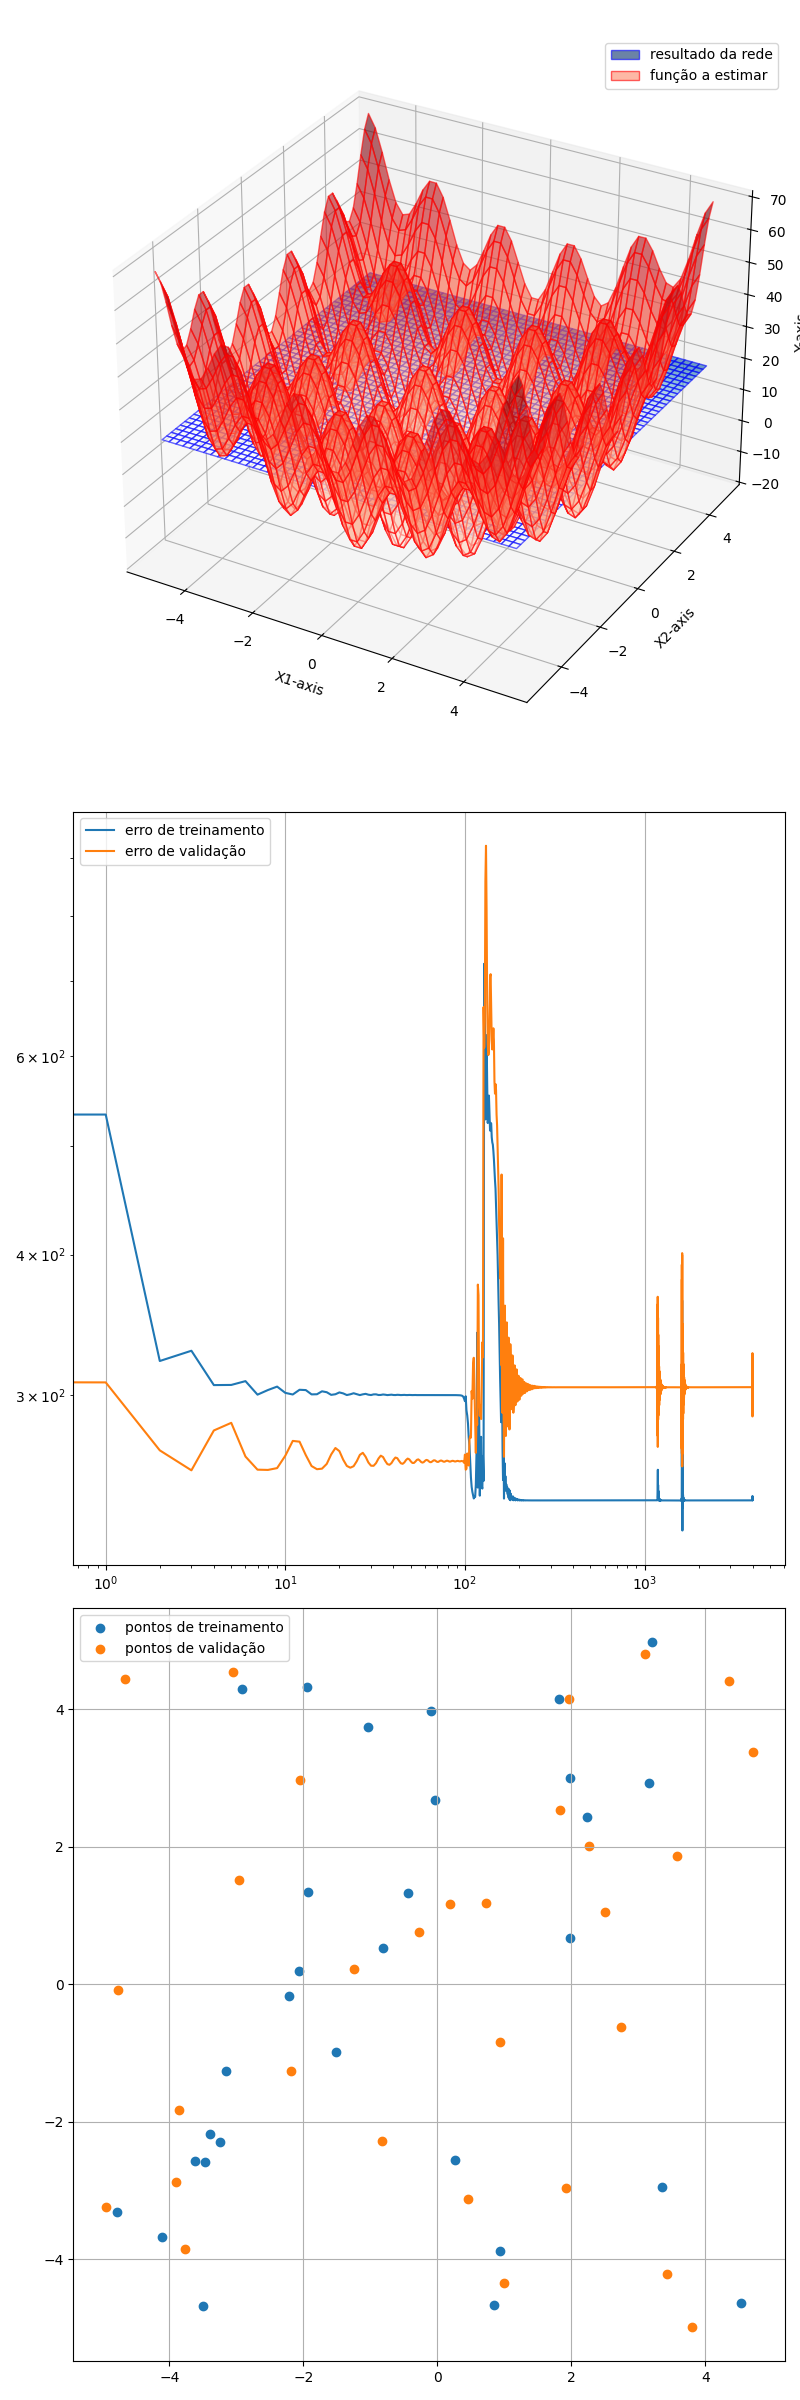 resultado da rede
função a estimar
70
60
50
40
30
20
10
0
−10
−20
4
2
0
−2
−4
X2-axis
−4
−2
0
2
4
X1-axis
erro de treinamento
erro de validação
6 × 10²
4 × 10²
3 × 10²
10⁰ 10¹ 10² 10³
pontos de treinamento
pontos de validação
4
2
0
−2
−4
−4 −2 0 2 4